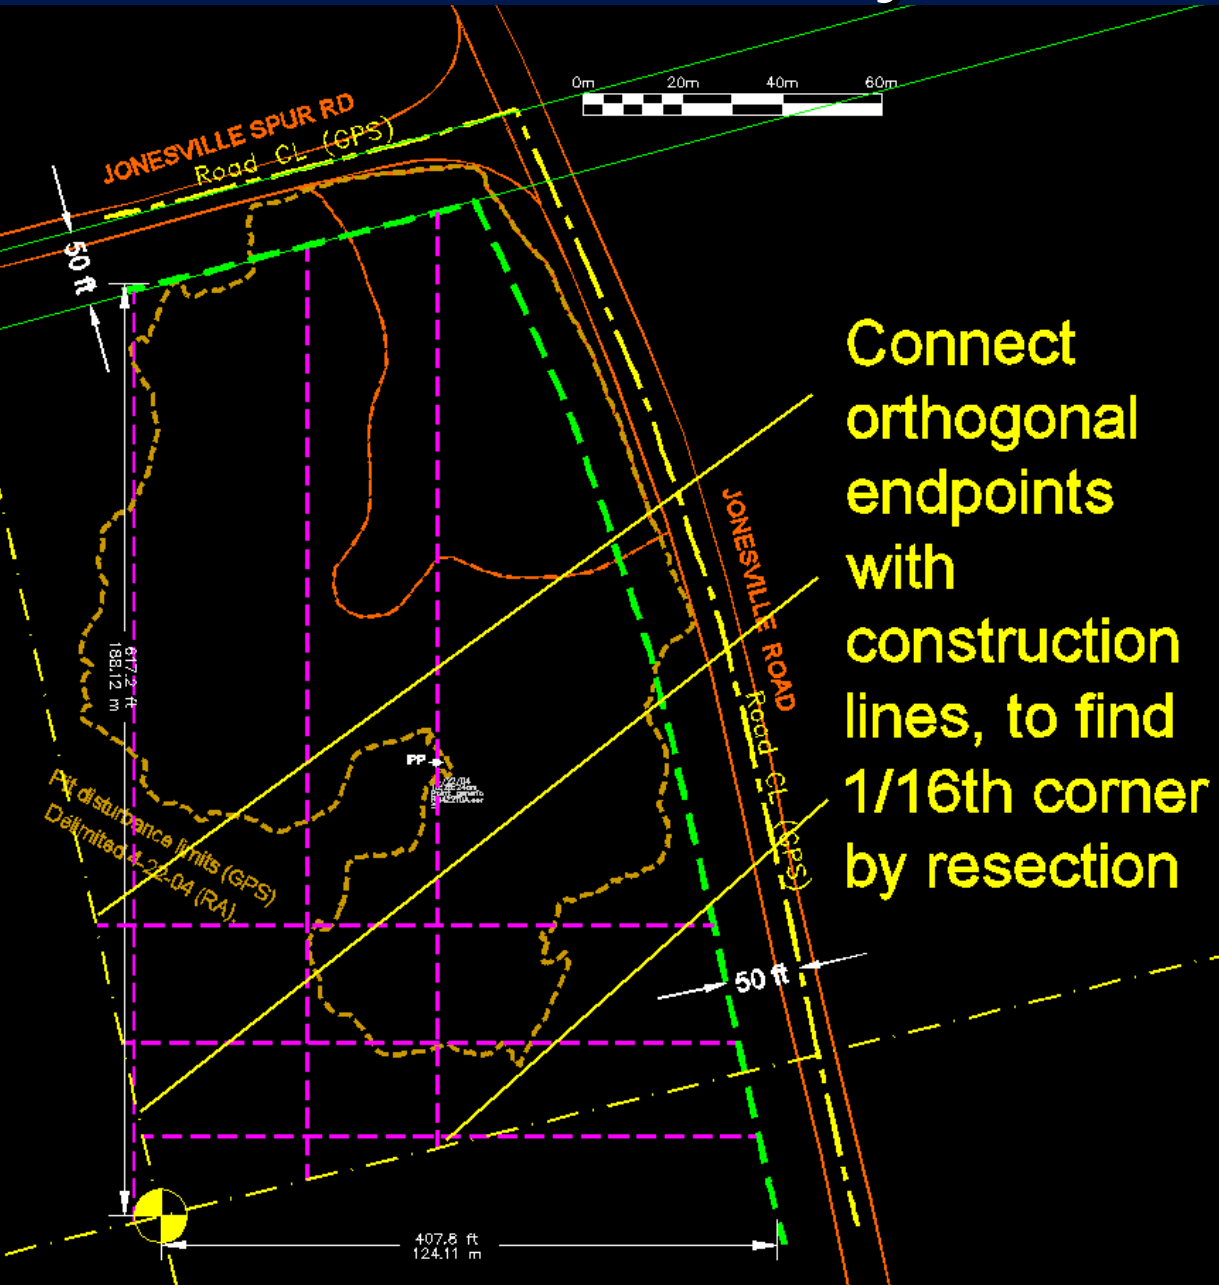 0m 20m 40m 60m
JONESVILLE SPUR RD
Road CL (GPS)
50 ft
Connect
orthogonal
endpoints
with
construction
lines, to find
1/16th corner
by resection
JONESVILLE ROAD
Road CL (GPS)
617.2 ft
188.12 m
PP
Pit disturbance limits (GPS)
Delimited 4-22-04 (RA).
50 ft
407.8 ft
124.11 m